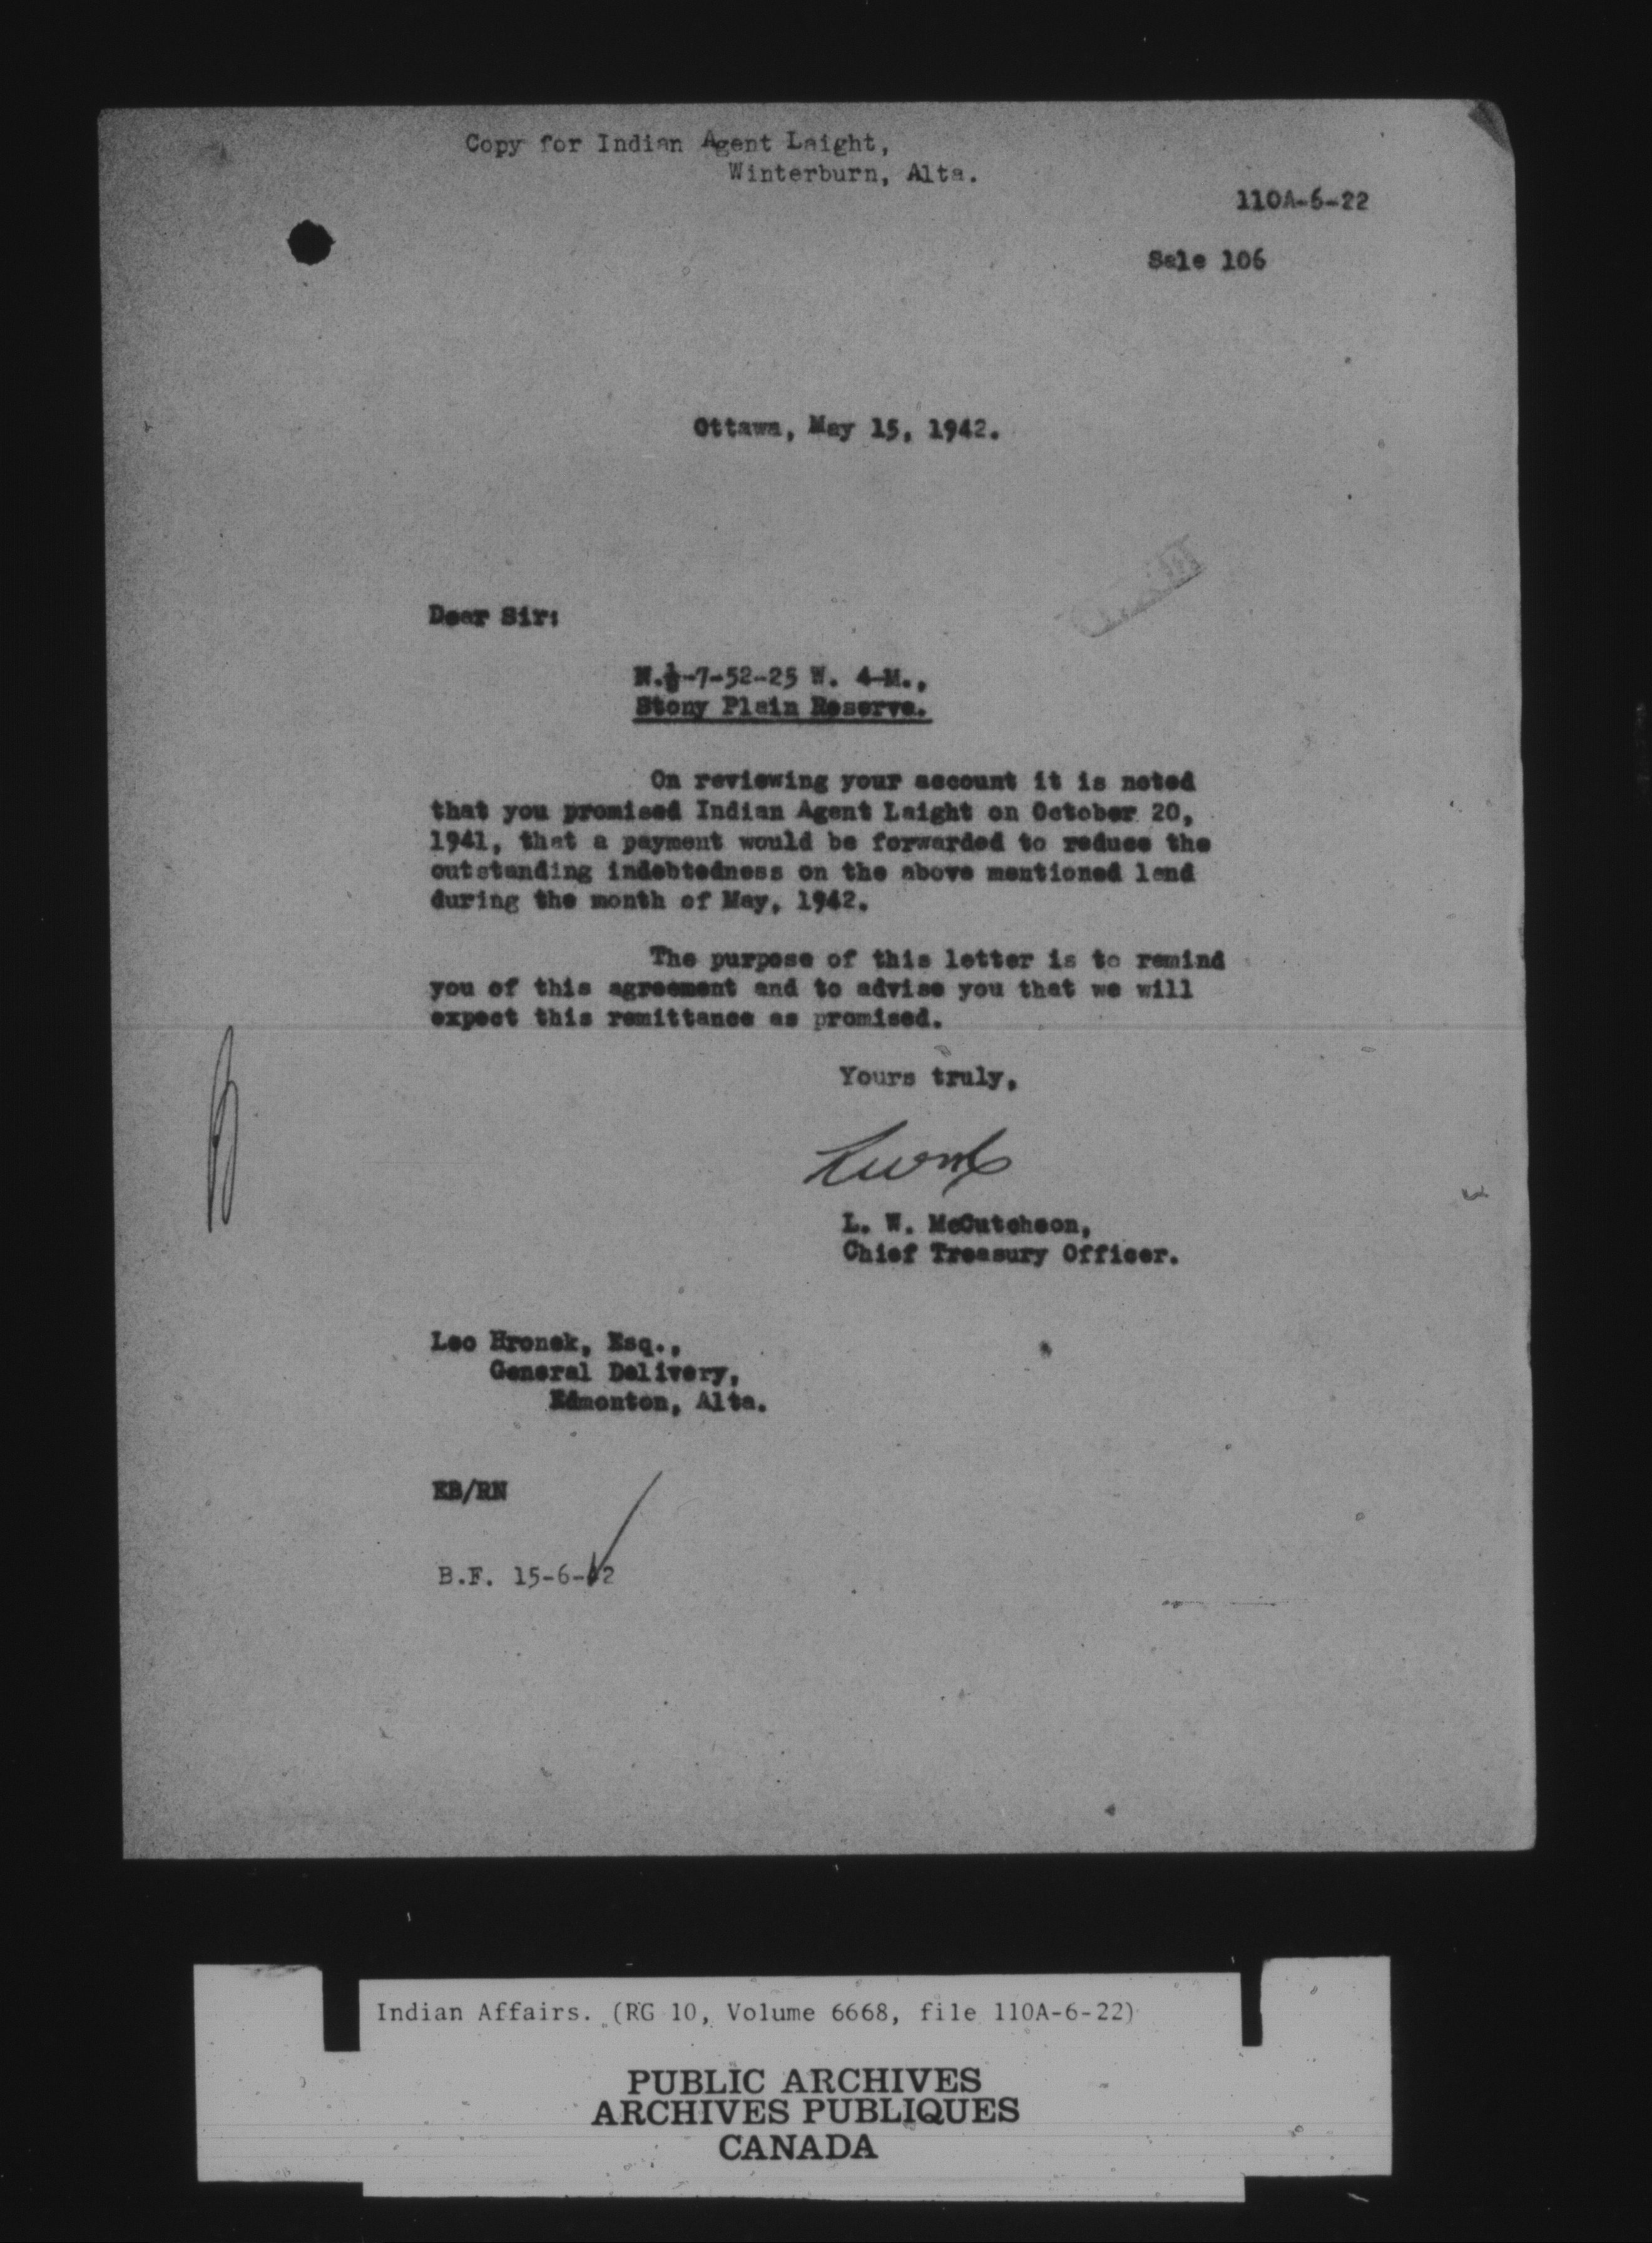 Copy for Indian Agent Laight,
Winterburn, Alta.
110A-6-22
Sale 106
Ottawa, May 15, 1942.
Dear Sir:
N.½-7-52-25 W. 4-M.,
Stony Plain Reserve.
On reviewing your account it is noted
that you promised Indian Agent Laight on October 20,
1941, that a payment would be forwarded to reduce the
outstanding indebtedness on the above mentioned land
during the month of May, 1942.
The purpose of this letter is to remind
you of this agreement and to advise you that we will
expect this remittance as promised.
Yours truly,
L. W. McCutcheon,
Chief Treasury Officer.
Leo Hronek, Esq.,
General Delivery,
Edmonton, Alta.
EB/RN
B.F. 15-6-42
Indian Affairs. (RG 10, Volume 6668, file 110A-6-22)
PUBLIC ARCHIVES
ARCHIVES PUBLIQUES
CANADA